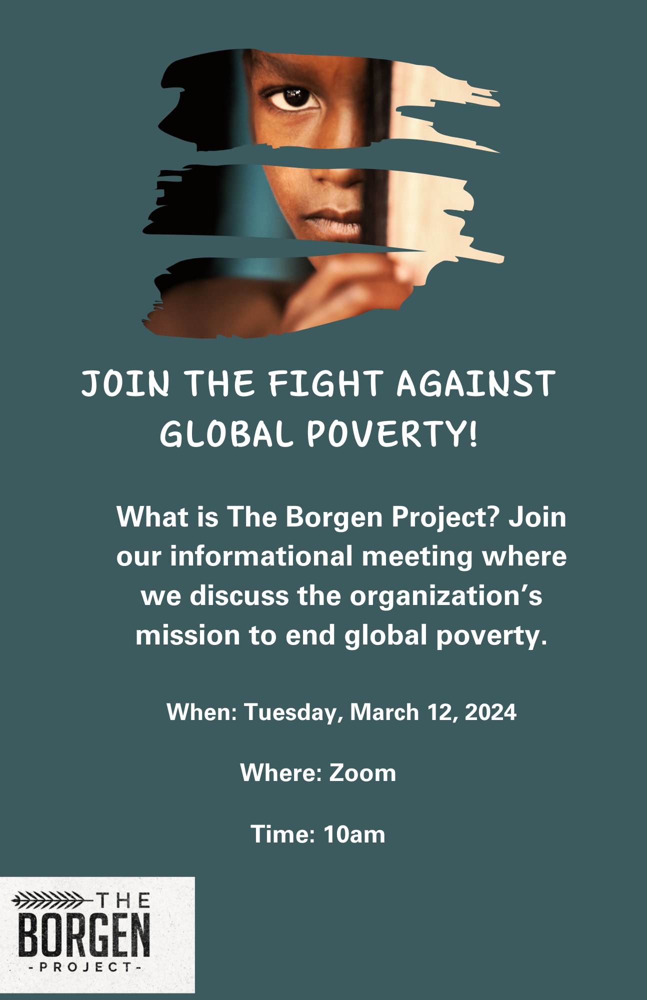 JOIN THE FIGHT AGAINST
GLOBAL POVERTY!
What is The Borgen Project? Join
our informational meeting where
we discuss the organization’s
mission to end global poverty.
When: Tuesday, March 12, 2024
Where: Zoom
Time: 10am
THE
BORGEN
-PROJECT-